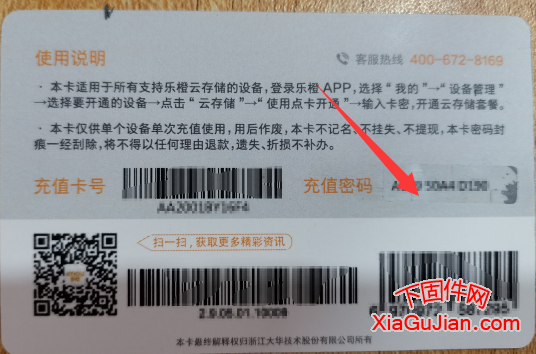 使用说明
客服热线 400-672-8169
· 本卡适用于所有支持乐橙云存储的设备，登录乐橙 APP，选择“我的”→“设备管理”
→选择要开通的设备→点击“云存储”→“使用点卡开通”→输入卡密，开通云存储套餐。
· 本卡仅供单个设备单次充值使用，用后作废，本卡不记名、不挂失、不提现，本卡密码封
痕一经刮除，将不得以任何理由退款，遗失、折损不补办。
充值卡号
充值密码
扫一扫，获取更多精彩资讯
下固件网
XiaGuJian.com
本卡最终解释权归浙江大华技术股份有限公司所有